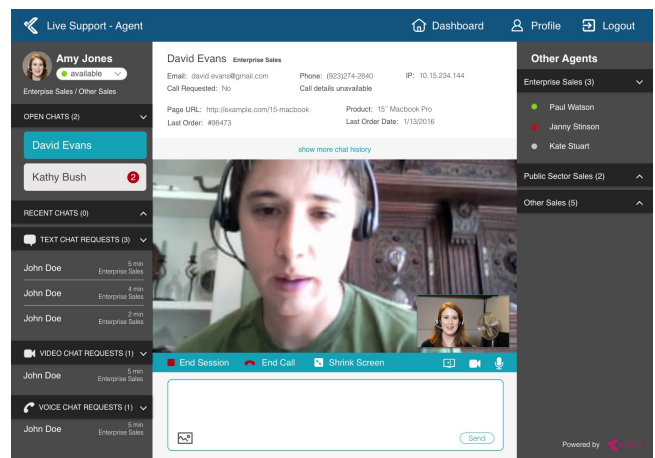 Live Support - Agent
Dashboard
Profile
Logout
Amy Jones
available
Enterpise Sales / Other Sales
OPEN CHATS (2)
David Evans
Kathy Bush
2
RECENT CHATS (0)
TEXT CHAT REQUESTS (3)
John Doe 5 min
Enterprise Sales
John Doe 4 min
Enterprise Sales
John Doe 2 min
Enterprise Sales
VIDEO CHAT REQUESTS (1)
John Doe 5 min
Enterprise Sales
VOICE CHAT REQUESTS (1)
John Doe 5 min
Enterprise Sales
David Evans Enterprise Sales
Email: david.evans@gmail.com Phone: (923)274-2840 IP: 10.15.234.144
Call Requested: No Call details unavailable
Page URL: http://example.com/15-macbook Product: 15" Macbook Pro
Last Order: #98473 Last Order Date: 1/13/2016
show more chat history
End Session
End Call
Shrink Screen
Send
Other Agents
Enterprise Sales (3)
Paul Watson
Janny Stinson
Kate Stuart
Public Sector Sales (2)
Other Sales (5)
Powered by